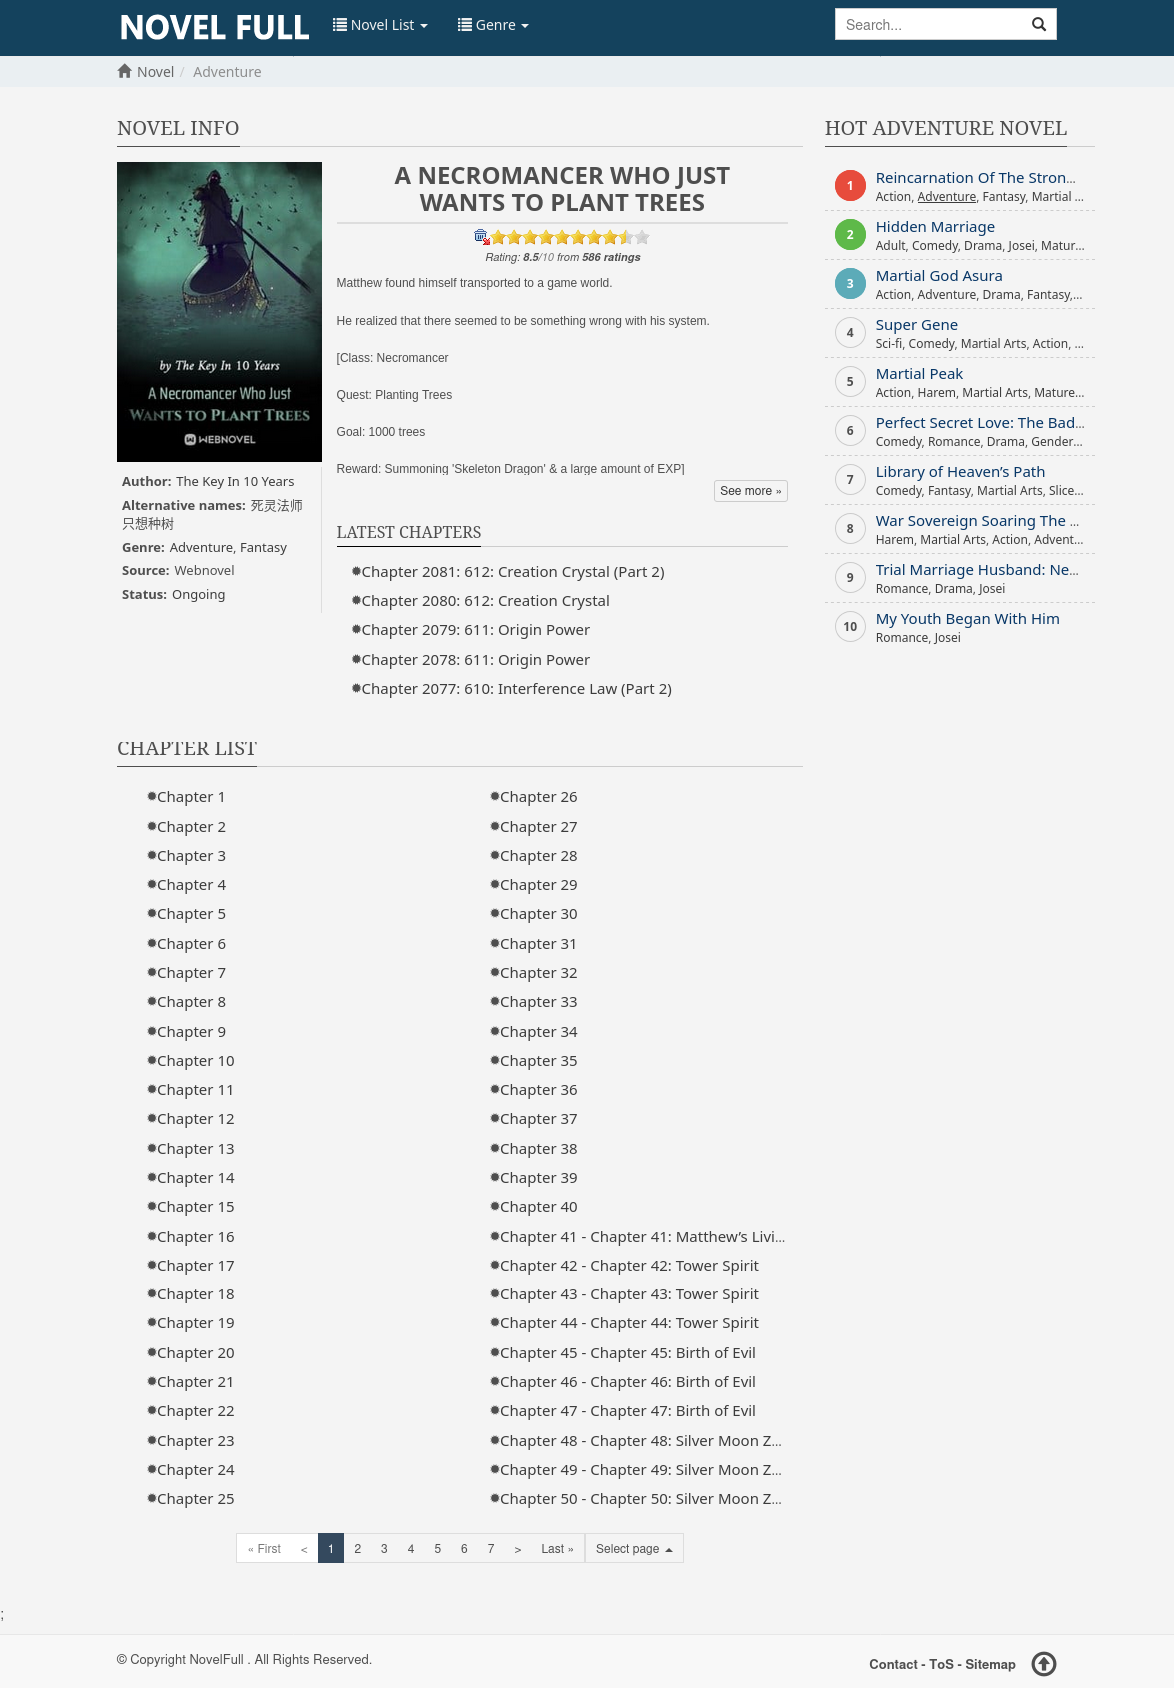 NOVEL FULL
Novel List
Genre
Search...
Novel / Adventure
NOVEL INFO
by The Key In 10 Years
A Necromancer Who Just
WANTS TO PLANT TREES
WEBNOVEL
Author: The Key In 10 Years
Alternative names: 死灵法师
只想种树
Genre: Adventure, Fantasy
Source: Webnovel
Status: Ongoing
A NECROMANCER WHO JUST
WANTS TO PLANT TREES
Rating: 8.5/10 from 586 ratings
Matthew found himself transported to a game world.
He realized that there seemed to be something wrong with his system.
[Class: Necromancer
Quest: Planting Trees
Goal: 1000 trees
Reward: Summoning 'Skeleton Dragon' & a large amount of EXP]
See more »
LATEST CHAPTERS
Chapter 2081: 612: Creation Crystal (Part 2)
Chapter 2080: 612: Creation Crystal
Chapter 2079: 611: Origin Power
Chapter 2078: 611: Origin Power
Chapter 2077: 610: Interference Law (Part 2)
HOT ADVENTURE NOVEL
1 Reincarnation Of The Stron...
Action, Adventure, Fantasy, Martial ...
2 Hidden Marriage
Adult, Comedy, Drama, Josei, Matur...
3 Martial God Asura
Action, Adventure, Drama, Fantasy,...
4 Super Gene
Sci-fi, Comedy, Martial Arts, Action, ...
5 Martial Peak
Action, Harem, Martial Arts, Mature...
6 Perfect Secret Love: The Bad...
Comedy, Romance, Drama, Gender...
7 Library of Heaven’s Path
Comedy, Fantasy, Martial Arts, Slice...
8 War Sovereign Soaring The ...
Harem, Martial Arts, Action, Advent...
9 Trial Marriage Husband: Ne...
Romance, Drama, Josei
10 My Youth Began With Him
Romance, Josei
CHAPTER LIST
Chapter 1
Chapter 2
Chapter 3
Chapter 4
Chapter 5
Chapter 6
Chapter 7
Chapter 8
Chapter 9
Chapter 10
Chapter 11
Chapter 12
Chapter 13
Chapter 14
Chapter 15
Chapter 16
Chapter 17
Chapter 18
Chapter 19
Chapter 20
Chapter 21
Chapter 22
Chapter 23
Chapter 24
Chapter 25
Chapter 26
Chapter 27
Chapter 28
Chapter 29
Chapter 30
Chapter 31
Chapter 32
Chapter 33
Chapter 34
Chapter 35
Chapter 36
Chapter 37
Chapter 38
Chapter 39
Chapter 40
Chapter 41 - Chapter 41: Matthew’s Livi...
Chapter 42 - Chapter 42: Tower Spirit
Chapter 43 - Chapter 43: Tower Spirit
Chapter 44 - Chapter 44: Tower Spirit
Chapter 45 - Chapter 45: Birth of Evil
Chapter 46 - Chapter 46: Birth of Evil
Chapter 47 - Chapter 47: Birth of Evil
Chapter 48 - Chapter 48: Silver Moon Z...
Chapter 49 - Chapter 49: Silver Moon Z...
Chapter 50 - Chapter 50: Silver Moon Z...
« First < 1 2 3 4 5 6 7 > Last » Select page
;
© Copyright NovelFull . All Rights Reserved.
Contact - ToS - Sitemap